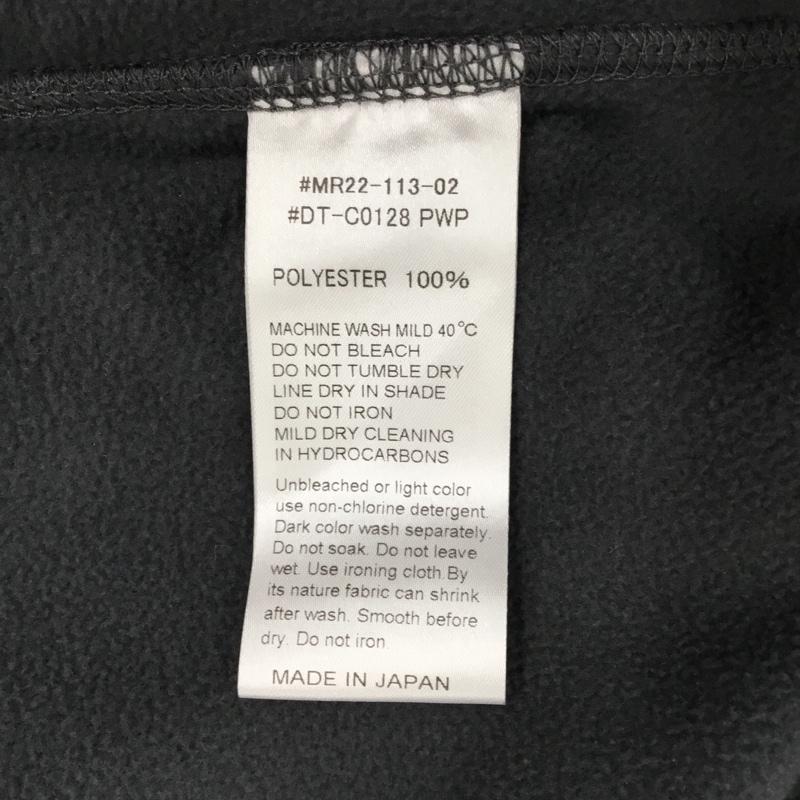 #MR22-113-02
#DT-C0128 PWP
POLYESTER 100%
MACHINE WASH MILD 40°C
DO NOT BLEACH
DO NOT TUMBLE DRY
LINE DRY IN SHADE
DO NOT IRON
MILD DRY CLEANING
IN HYDROCARBONS
Unbleached or light color
use non-chlorine detergent.
Dark color wash separately.
Do not soak. Do not leave
wet. Use ironing cloth.By
its nature fabric can shrink
after wash. Smooth before
dry. Do not iron.
MADE IN JAPAN